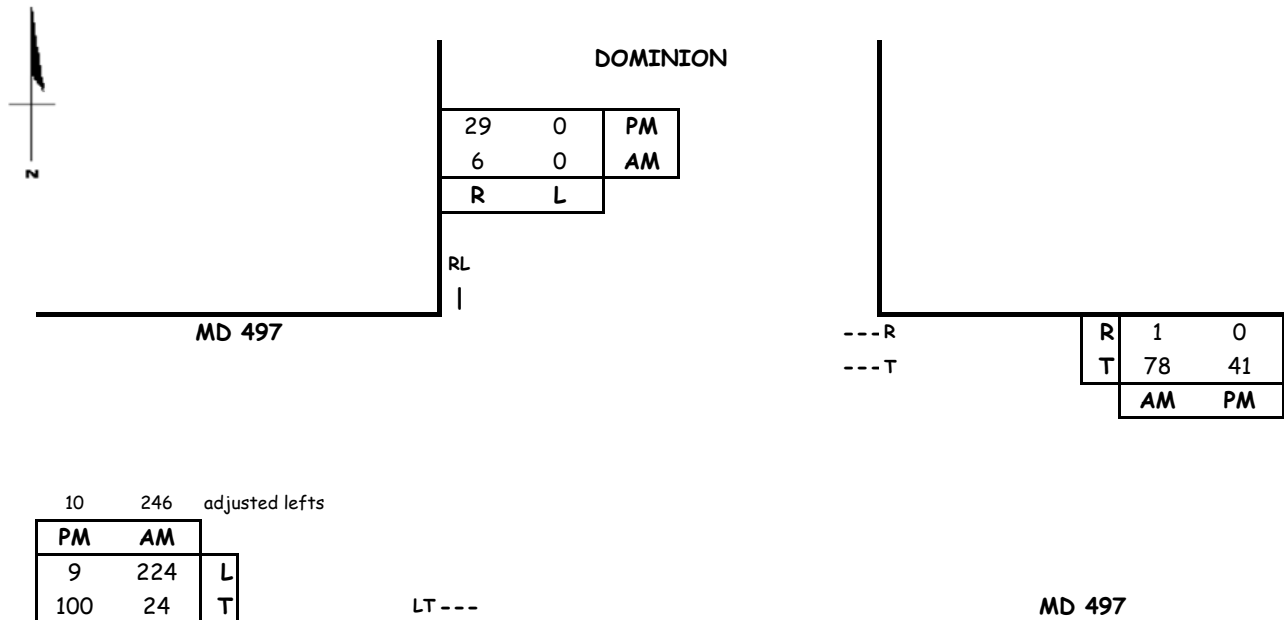 DOMINION
29 0 PM
6 0 AM
R L
N
RL
MD 497
---R
---T
R 1 0
T 78 41
AM PM
10 246 adjusted lefts
PM AM
9 224 L
100 24 T
LT---
MD 497